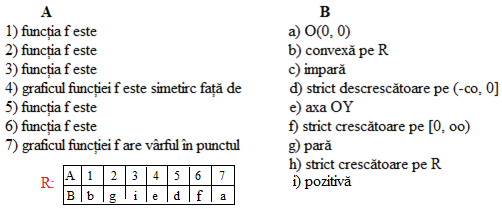 A B
1) funcția f este a) O(0, 0)
2) funcția f este b) convexă pe R
3) funcția f este c) impară
4) graficul funcției f este simetirc față de d) strict descrescătoare pe (-co, 0]
5) funcția f este e) axa OY
6) funcția f este f) strict crescătoare pe [0, oo)
7) graficul funcției f are vârful în punctul g) pară
h) strict crescătoare pe R
i) pozitivă
R: A 1 2 3 4 5 6 7
B b g i e d f a